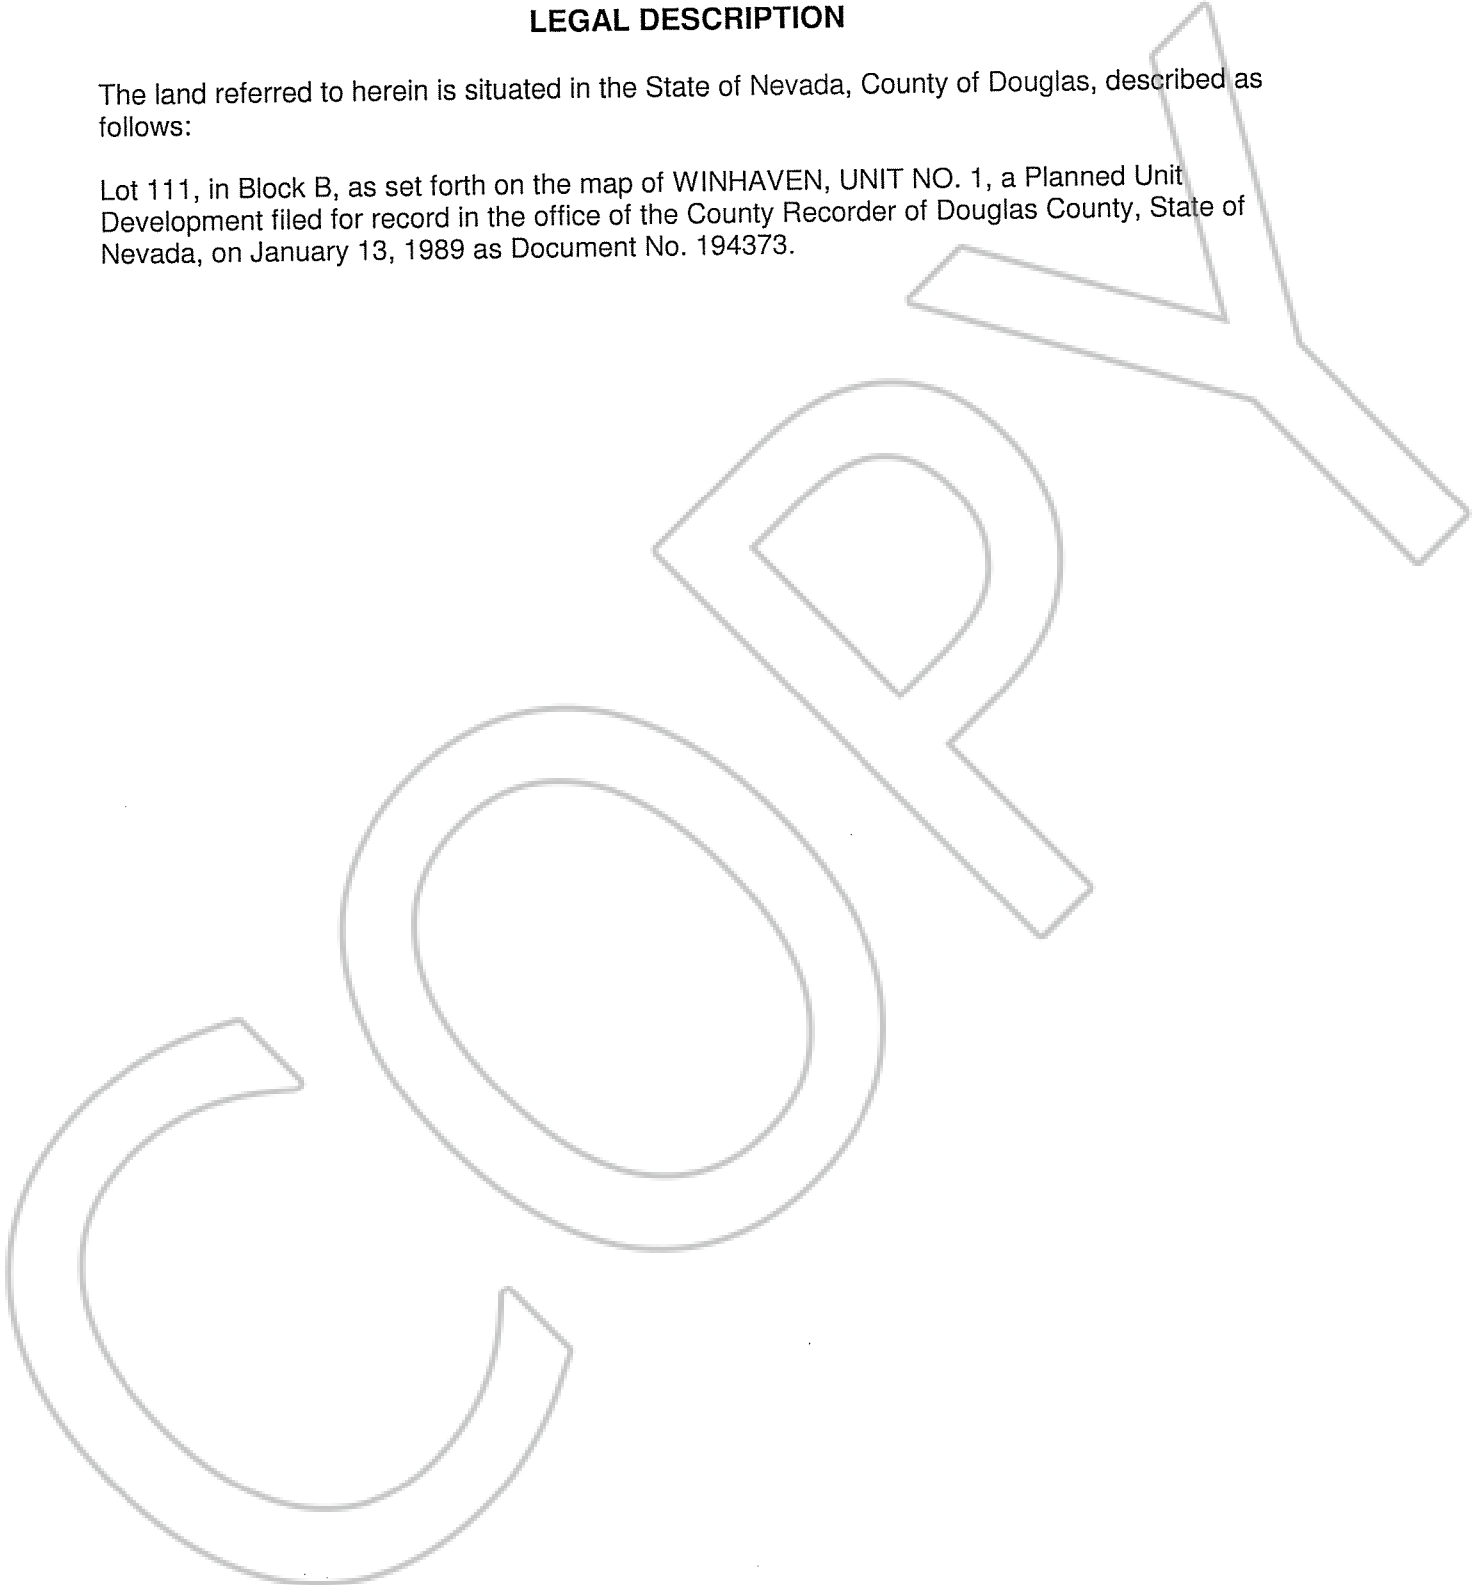 LEGAL DESCRIPTION
The land referred to herein is situated in the State of Nevada, County of Douglas, described as
follows:
Lot 111, in Block B, as set forth on the map of WINHAVEN, UNIT NO. 1, a Planned Unit
Development filed for record in the office of the County Recorder of Douglas County, State of
Nevada, on January 13, 1989 as Document No. 194373.
COPY